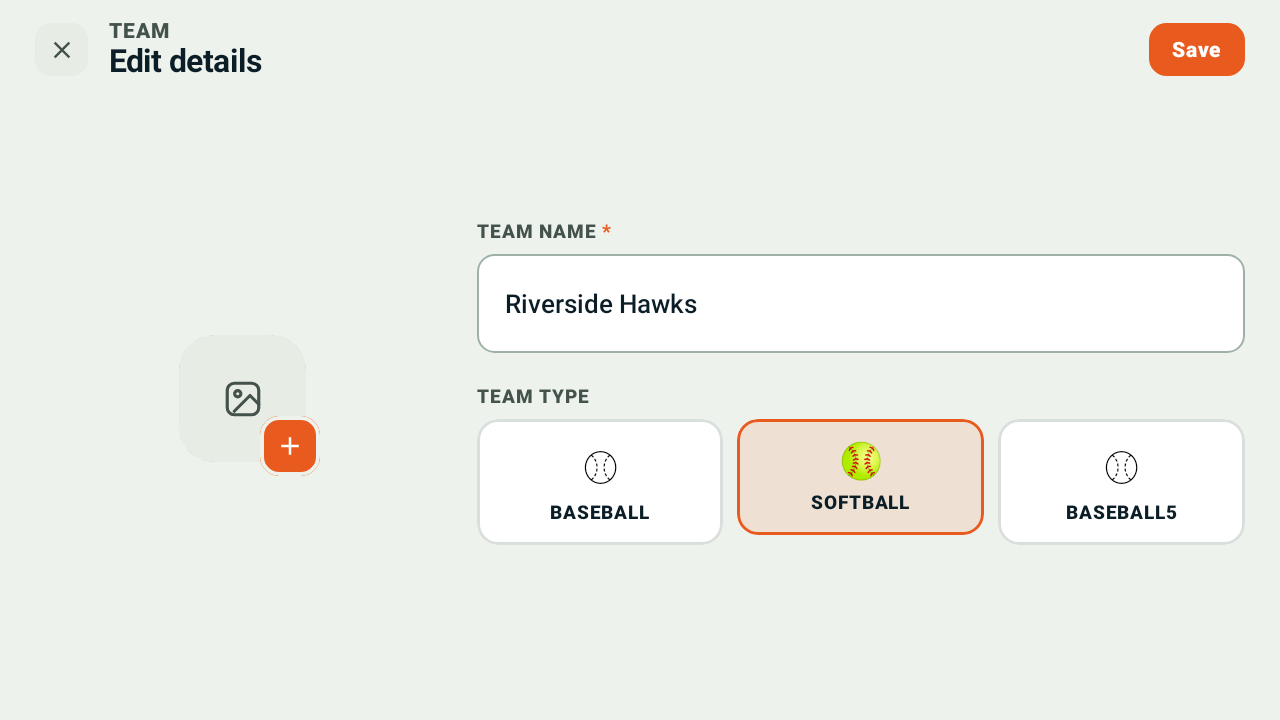 TEAM
Edit details
Save
TEAM NAME *
Riverside Hawks
TEAM TYPE
BASEBALL
SOFTBALL
BASEBALL5